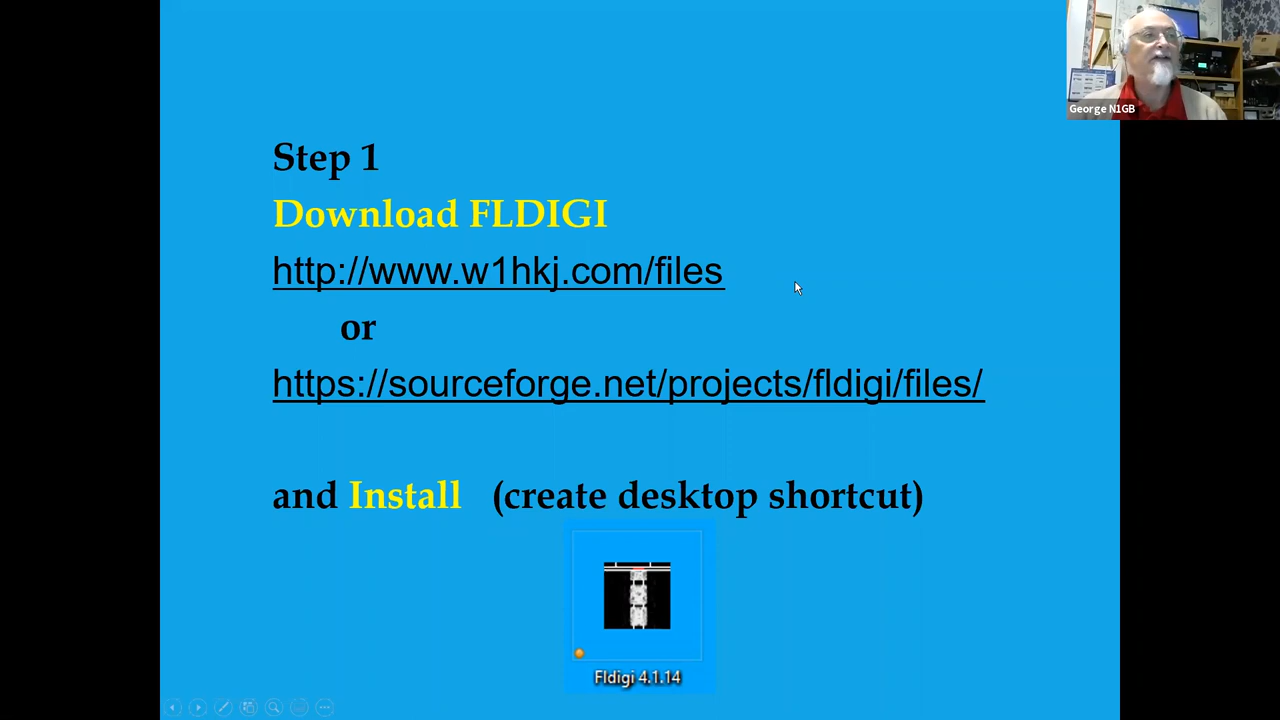 Step 1
Download FLDIGI
http://www.w1hkj.com/files
or
https://sourceforge.net/projects/fldigi/files/
and Install (create desktop shortcut)
Fldigi 4.1.14
George N1GB